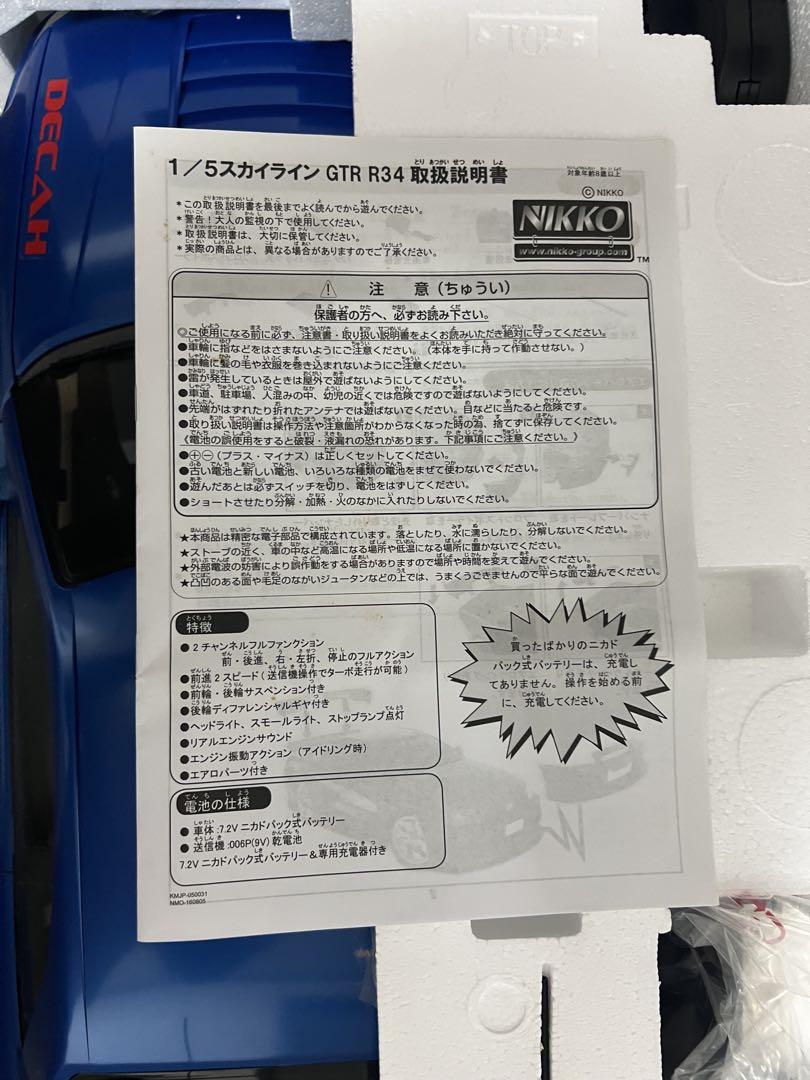 TOP
DECAH
1/5スカイライン GTR R34 取扱説明書
対象年齢8歳以上
*この取扱説明書を最後までよく読んでから遊んでください。
*警告!大人の監視の下で使用してください。
*取扱説明書は、大切に保管してください。
*実際の商品とは、異なる場合がありますのでご了承ください。
© NIKKO
NIKKO
www.nikko-group.com
TM
⚠ 注 意(ちゅうい)
保護者の方へ、必ずお読み下さい。
◎ご使用になる前に必ず、注意書・取り扱い説明書をよくお読みいただき絶対に守ってください。
●車輪に指などをはさまないようにご注意ください。(本体を手に持って作動させない。)
●車輪に髪の毛や衣服を巻き込まれないようにご注意ください。
●雷が発生しているときは屋外で遊ばないようにしてください。
●車道、駐車場、人混みの中、幼児の近くでは危険ですので遊ばないようにしてください。
●先端がはずれたり折れたアンテナでは遊ばないでください。目などに当たると危険です。
●取り扱い説明書は操作方法や注意箇所がわからなくなった時の為、捨てずに保存してください。
《電池の誤使用をすると破裂・液漏れの恐れがあります。下記事項にご注意ください。》
●⊕⊖(プラス・マイナス)は正しくセットしてください。
●古い電池と新しい電池、いろいろな種類の電池をまぜて使わないでください。
●遊んだあとは必ずスイッチを切り、電池をはずしてください。
●ショートさせたり分解・加熱・火のなかに入れたりしないでください。
★本商品は精密な電子部品で構成されています。落としたり、水に濡らしたり、分解しないでください。
★ストーブの近く、車の中など高温になる場所や低温になる場所に置かないでください。
★外部電波の妨害により誤作動をする場合がありますので場所や時間を変えて遊んでください。
★凸凹のある面や毛足のながいジュータンなどの上では、うまくうごきませんので平らな面で遊んでください。
特徴
●2チャンネルフルファンクション
前・後進、右・左折、停止のフルアクション
●前進2スピード(送信機操作でターボ走行が可能)
●前輪・後輪サスペンション付き
●後輪ディファレンシャルギヤ付き
●ヘッドライト、スモールライト、ストップランプ点灯
●リアルエンジンサウンド
●エンジン振動アクション(アイドリング時)
●エアロパーツ付き
買ったばかりのニカド
パック式バッテリーは、充電し
てありません。操作を始める前
に、充電してください。
電池の仕様
●車体:7.2V ニカドパック式バッテリー
●送信機:006P(9V)乾電池
7.2V ニカドパック式バッテリー&専用充電器付き
KMJP-050031
NMO-160805